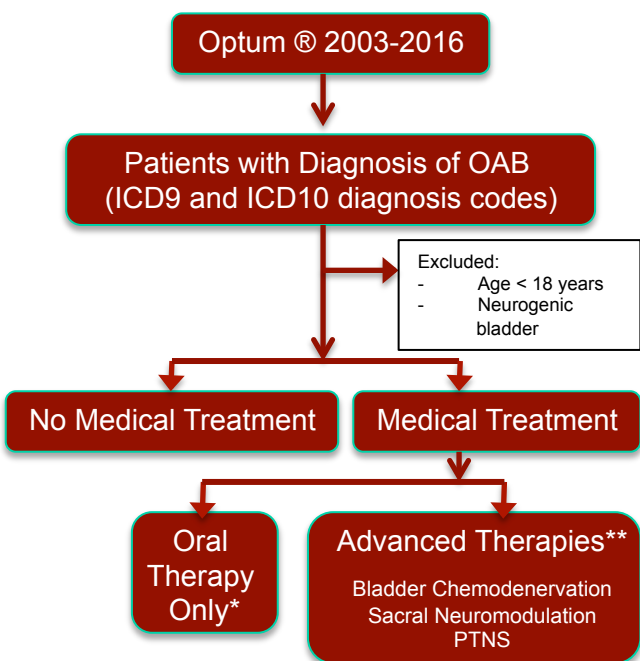 Optum ® 2003-2016
Patients with Diagnosis of OAB
(ICD9 and ICD10 diagnosis codes)
Excluded:
- Age < 18 years
- Neurogenic
bladder
No Medical Treatment
Medical Treatment
Oral
Therapy
Only*
Advanced Therapies**
Bladder Chemodenervation
Sacral Neuromodulation
PTNS